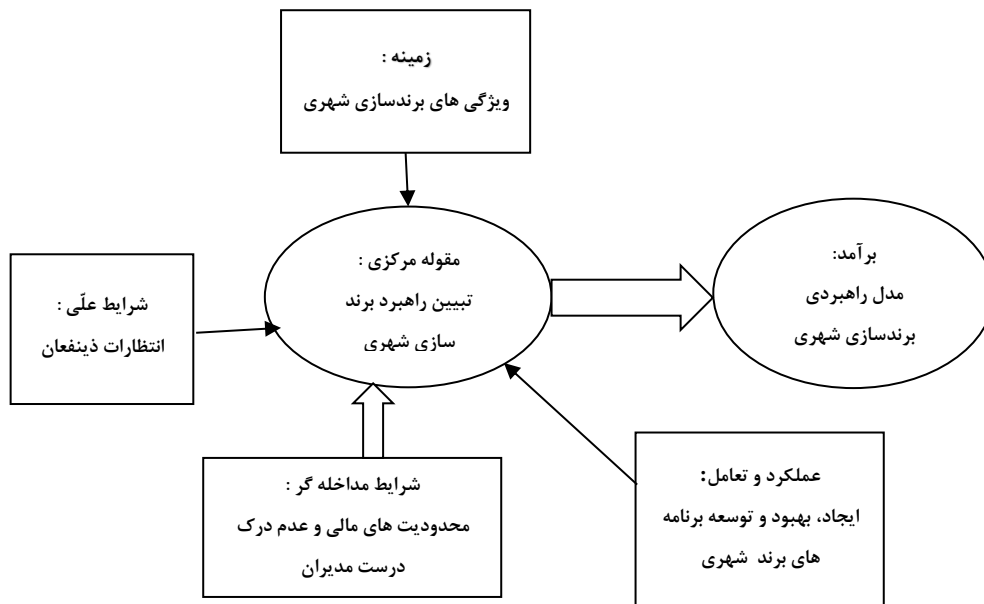 زمینه :
ویژگی های برندسازی شهری
مقوله مرکزی :
تبیین راهبرد برند
سازی شهری
برآمد:
مدل راهبردی
برندسازی شهری
شرایط علّی :
انتظارات ذینفعان
شرایط مداخله گر :
محدودیت های مالی و عدم درک
درست مدیران
عملکرد و تعامل:
ایجاد، بهبود و توسعه برنامه
های برند شهری